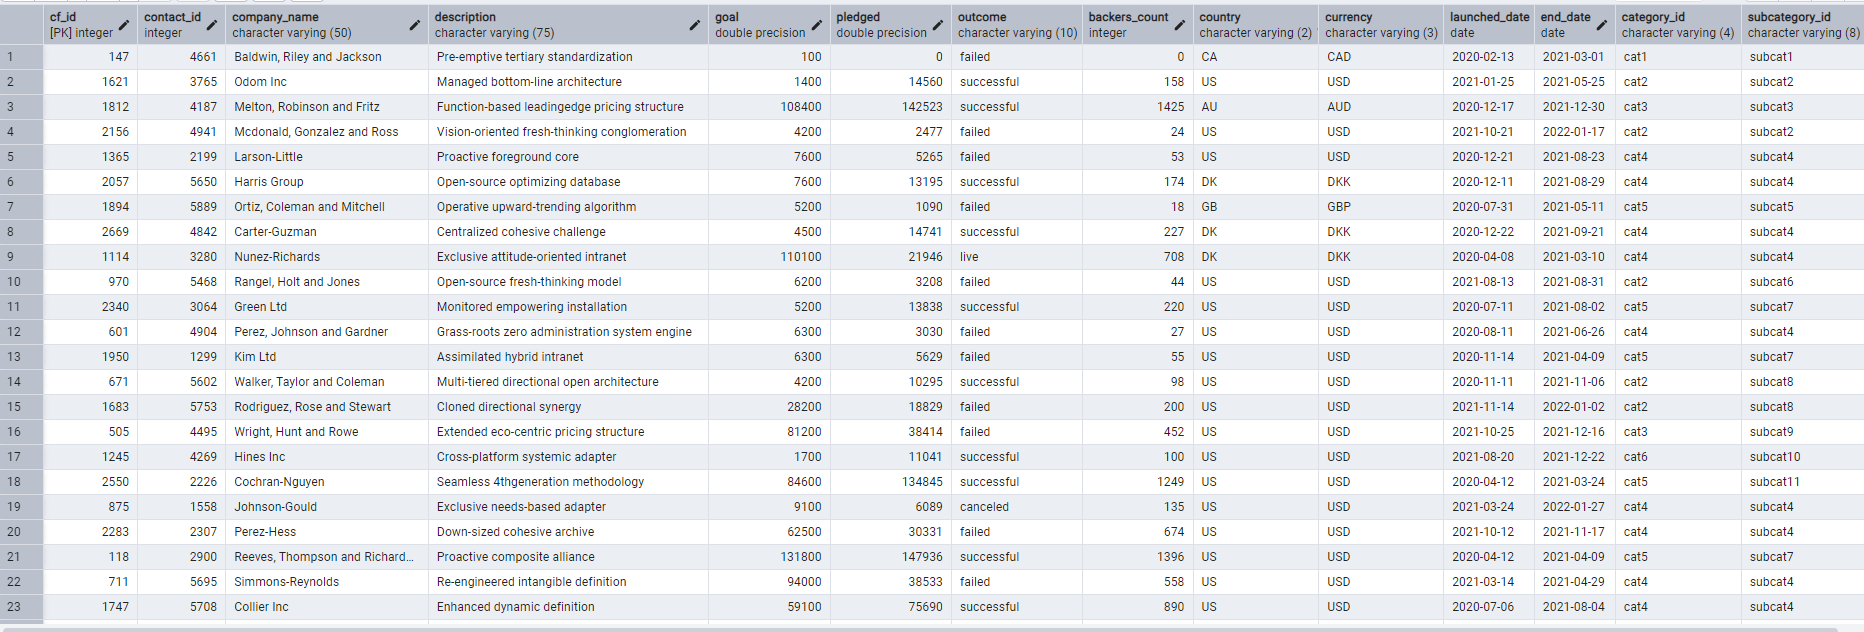 cf_id contact_id company_name description goal pledged outcome backers_count country currency launched_date end_date category_id subcategory_id
[PK] integer integer character varying (50) character varying (75) double precision double precision character varying (10) integer character varying (2) character varying (3) date date character varying (4) character varying (8)
1 147 4661 Baldwin, Riley and Jackson Pre-emptive tertiary standardization 100 0 failed 0 CA CAD 2020-02-13 2021-03-01 cat1 subcat1
2 1621 3765 Odom Inc Managed bottom-line architecture 1400 14560 successful 158 US USD 2021-01-25 2021-05-25 cat2 subcat2
3 1812 4187 Melton, Robinson and Fritz Function-based leadingedge pricing structure 108400 142523 successful 1425 AU AUD 2020-12-17 2021-12-30 cat3 subcat3
4 2156 4941 Mcdonald, Gonzalez and Ross Vision-oriented fresh-thinking conglomeration 4200 2477 failed 24 US USD 2021-10-21 2022-01-17 cat2 subcat2
5 1365 2199 Larson-Little Proactive foreground core 7600 5265 failed 53 US USD 2020-12-21 2021-08-23 cat4 subcat4
6 2057 5650 Harris Group Open-source optimizing database 7600 13195 successful 174 DK DKK 2020-12-11 2021-08-29 cat4 subcat4
7 1894 5889 Ortiz, Coleman and Mitchell Operative upward-trending algorithm 5200 1090 failed 18 GB GBP 2020-07-31 2021-05-11 cat5 subcat5
8 2669 4842 Carter-Guzman Centralized cohesive challenge 4500 14741 successful 227 DK DKK 2020-12-22 2021-09-21 cat4 subcat4
9 1114 3280 Nunez-Richards Exclusive attitude-oriented intranet 110100 21946 live 708 DK DKK 2020-04-08 2021-03-10 cat4 subcat4
10 970 5468 Rangel, Holt and Jones Open-source fresh-thinking model 6200 3208 failed 44 US USD 2021-08-13 2021-08-31 cat2 subcat6
11 2340 3064 Green Ltd Monitored empowering installation 5200 13838 successful 220 US USD 2020-07-11 2021-08-02 cat5 subcat7
12 601 4904 Perez, Johnson and Gardner Grass-roots zero administration system engine 6300 3030 failed 27 US USD 2020-08-11 2021-06-26 cat4 subcat4
13 1950 1299 Kim Ltd Assimilated hybrid intranet 6300 5629 failed 55 US USD 2020-11-14 2021-04-09 cat5 subcat7
14 671 5602 Walker, Taylor and Coleman Multi-tiered directional open architecture 4200 10295 successful 98 US USD 2020-11-11 2021-11-06 cat2 subcat8
15 1683 5753 Rodriguez, Rose and Stewart Cloned directional synergy 28200 18829 failed 200 US USD 2021-11-14 2022-01-02 cat2 subcat8
16 505 4495 Wright, Hunt and Rowe Extended eco-centric pricing structure 81200 38414 failed 452 US USD 2021-10-25 2021-12-16 cat3 subcat9
17 1245 4269 Hines Inc Cross-platform systemic adapter 1700 11041 successful 100 US USD 2021-08-20 2021-12-22 cat6 subcat10
18 2550 2226 Cochran-Nguyen Seamless 4thgeneration methodology 84600 134845 successful 1249 US USD 2020-04-12 2021-03-24 cat5 subcat11
19 875 1558 Johnson-Gould Exclusive needs-based adapter 9100 6089 canceled 135 US USD 2021-03-24 2022-01-27 cat4 subcat4
20 2283 2307 Perez-Hess Down-sized cohesive archive 62500 30331 failed 674 US USD 2021-10-12 2021-11-17 cat4 subcat4
21 118 2900 Reeves, Thompson and Richard... Proactive composite alliance 131800 147936 successful 1396 US USD 2020-04-12 2021-04-09 cat5 subcat7
22 711 5695 Simmons-Reynolds Re-engineered intangible definition 94000 38533 failed 558 US USD 2021-03-14 2021-04-29 cat4 subcat4
23 1747 5708 Collier Inc Enhanced dynamic definition 59100 75690 successful 890 US USD 2020-07-06 2021-08-04 cat4 subcat4